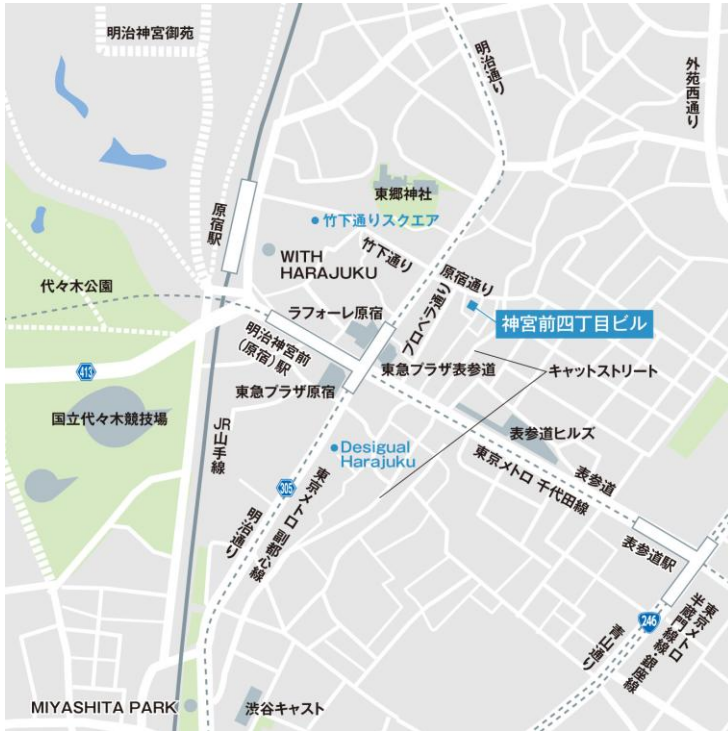 明治神宮御苑
明治通り
外苑西通り
東郷神社
原宿駅
竹下通りスクエア
竹下通り
WITH
HARAJUKU
原宿通り
代々木公園
ラフォーレ原宿
プロペラ通り
神宮前四丁目ビル
明治神宮前
(原宿)駅
東急プラザ表参道
キャットストリート
413
東急プラザ原宿
国立代々木競技場
JR
山手線
表参道ヒルズ
Desigual
Harajuku
表参道
東京メトロ 千代田線
305
東京メトロ 副都心線
明治通り
表参道駅
246
東京メトロ
半蔵門線・銀座線
青山通り
MIYASHITA PARK
渋谷キャスト